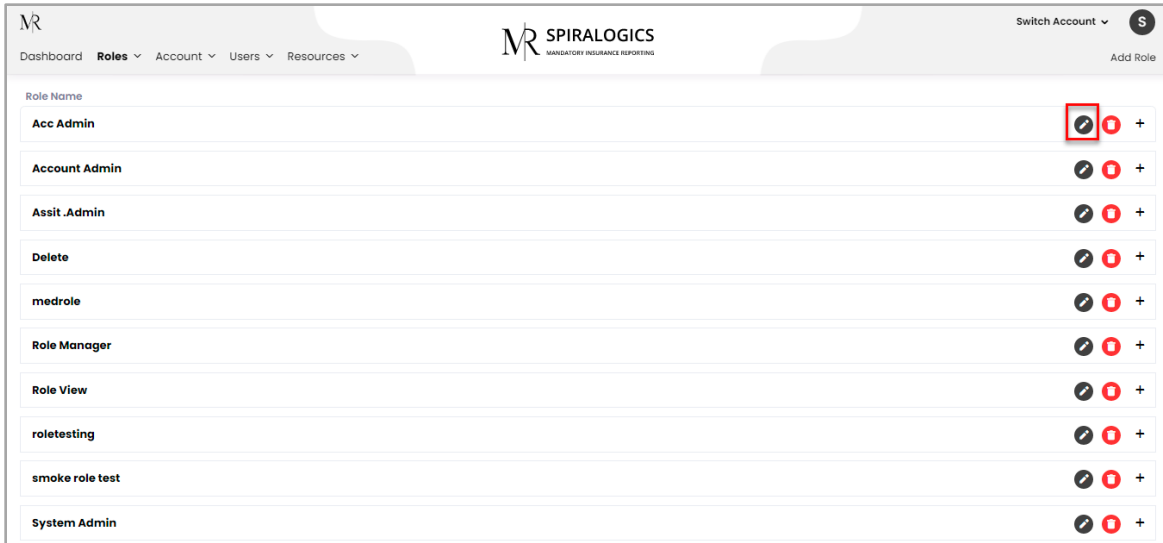 MR
Switch Account
S
MR SPIRALOGICS
MANDATORY INSURANCE REPORTING
Dashboard Roles Account Users Resources
Add Role
Role Name
Acc Admin
Account Admin
Assit .Admin
Delete
medrole
Role Manager
Role View
roletesting
smoke role test
System Admin